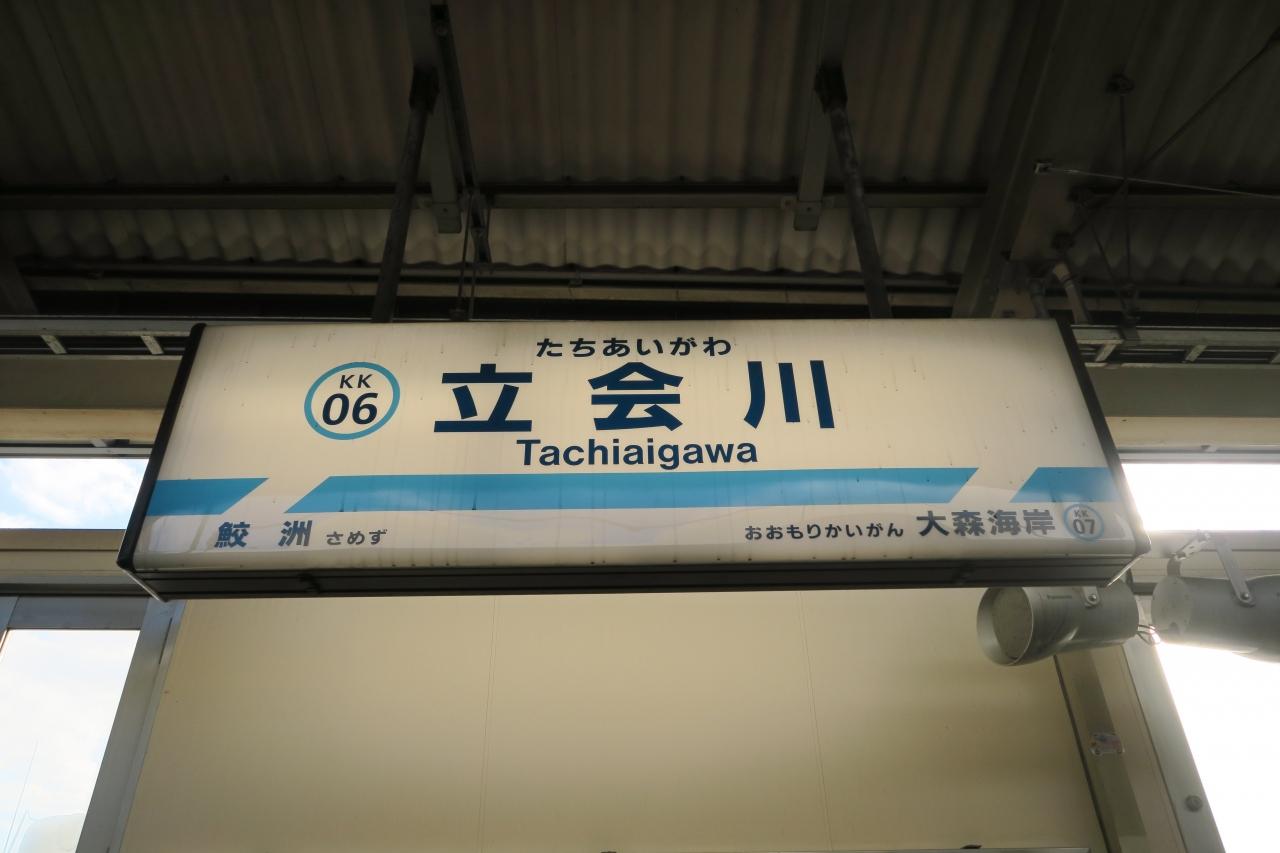 たちあいがわ
KK
06
立会川
Tachiaigawa
鮫洲 さめず
おおもりかいがん 大森海岸
KK
07
Panasonic